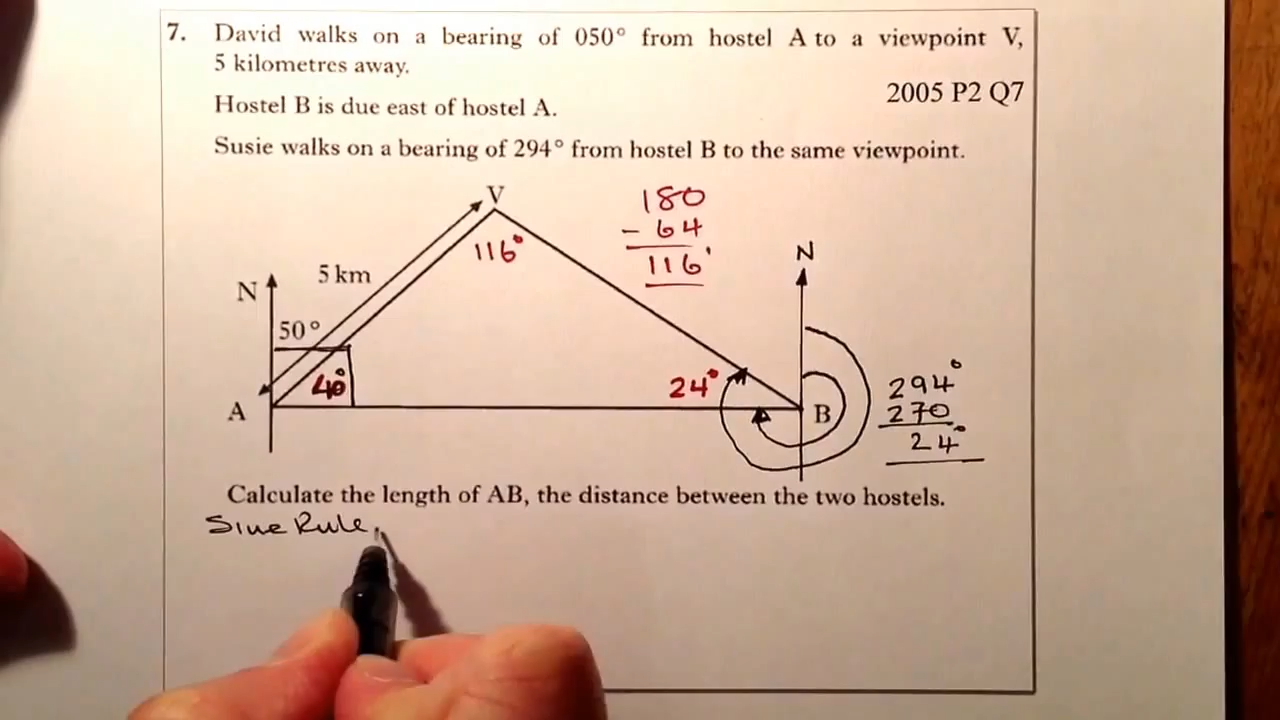 7. David walks on a bearing of 050° from hostel A to a viewpoint V,
5 kilometres away.
2005 P2 Q7
Hostel B is due east of hostel A.
Susie walks on a bearing of 294° from hostel B to the same viewpoint.
V
180
- 64
116°
116°
N
5 km
N
50°
A
40°
24°
B
294°
270
24°
Calculate the length of AB, the distance between the two hostels.
Sine Rule